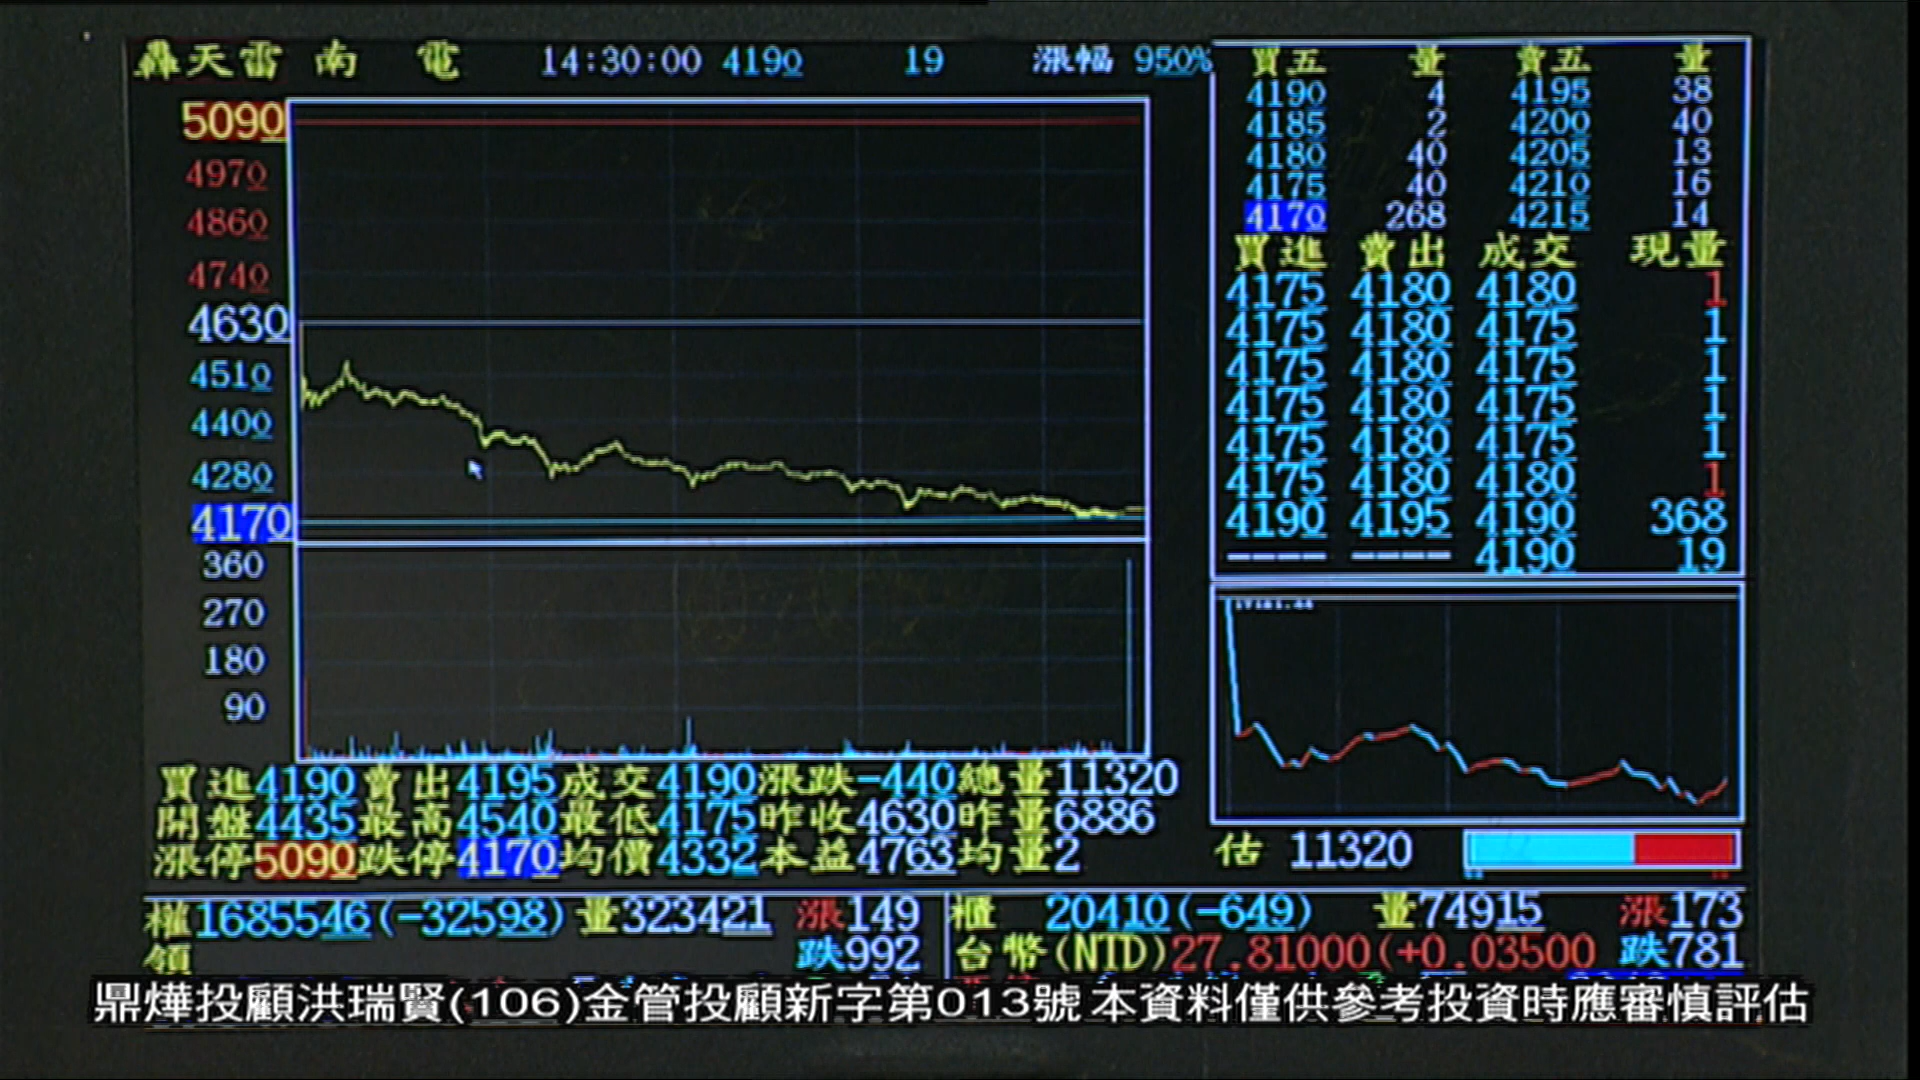 轟天雷 南 電 14:30:00 4190 19 漲幅 950%
5090
4970
4860
4740
4630
4510
4400
4280
4170
360
270
180
90
買五 量 賣五 量
4190 4 4195 38
4185 2 4200 40
4180 40 4205 13
4175 40 4210 16
4170 268 4215 14
買進 賣出 成交 現量
4175 4180 4180 1
4175 4180 4175 1
4175 4180 4175 1
4175 4180 4175 1
4175 4180 4175 1
4175 4180 4180 1
4190 4195 4190 368
---- ---- 4190 19
買進4190賣出4195成交4190漲跌-440總量11320
開盤4435最高4540最低4175昨收4630昨量6886
漲停5090跌停4170均價4332本益4763均量2
估 11320
權1685546(-32598)量323421 漲149
領 跌992
櫃 20410(-649) 量74915 漲173
台幣(NTD)27.81000(+0.03500 跌781
鼎燁投顧洪瑞賢(106)金管投顧新字第013號 本資料僅供參考投資時應審慎評估